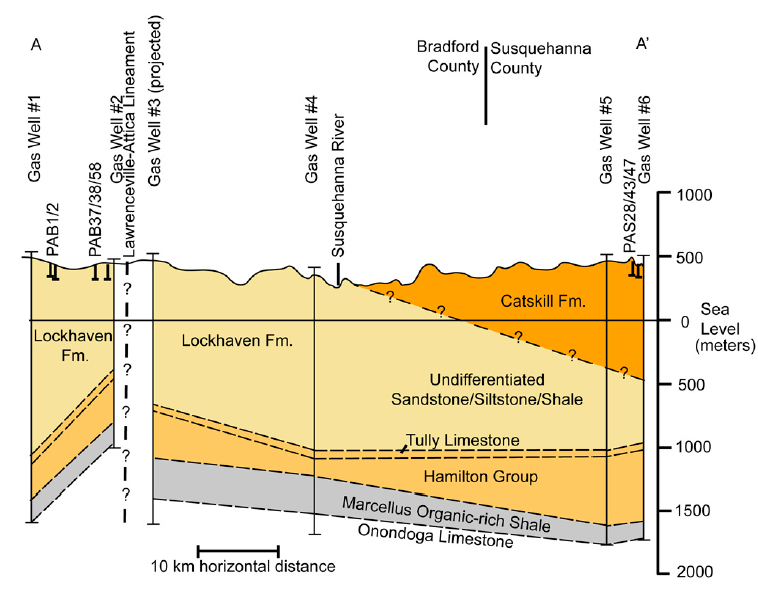 A
Bradford
County
Susquehanna
County
A'
Gas Well #1
PAB1/2
PAB37/38/58
Gas Well #2
Lawrenceville-Attica Lineament
Gas Well #3 (projected)
Gas Well #4
Susquehanna River
Gas Well #5
PAS28/43/47
Gas Well #6
1000
500
0
500
1000
1500
2000
Sea
Level
(meters)
Catskill Fm.
Lockhaven
Fm.
Lockhaven Fm.
?
?
?
?
?
?
?
?
?
?
?
Undifferentiated
Sandstone/Siltstone/Shale
Tully Limestone
Hamilton Group
Marcellus Organic-rich Shale
Onondoga Limestone
10 km horizontal distance